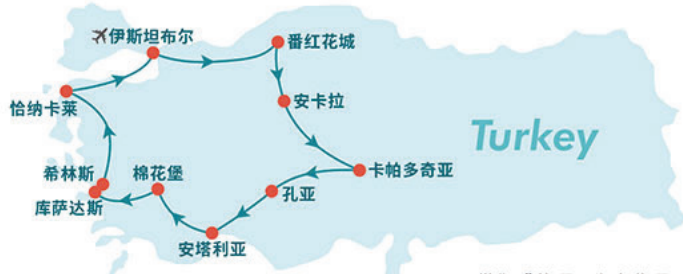 伊斯坦布尔
番红花城
恰纳卡莱
安卡拉
Turkey
卡帕多奇亚
希林斯
棉花堡
孔亚
库萨达斯
安塔利亚